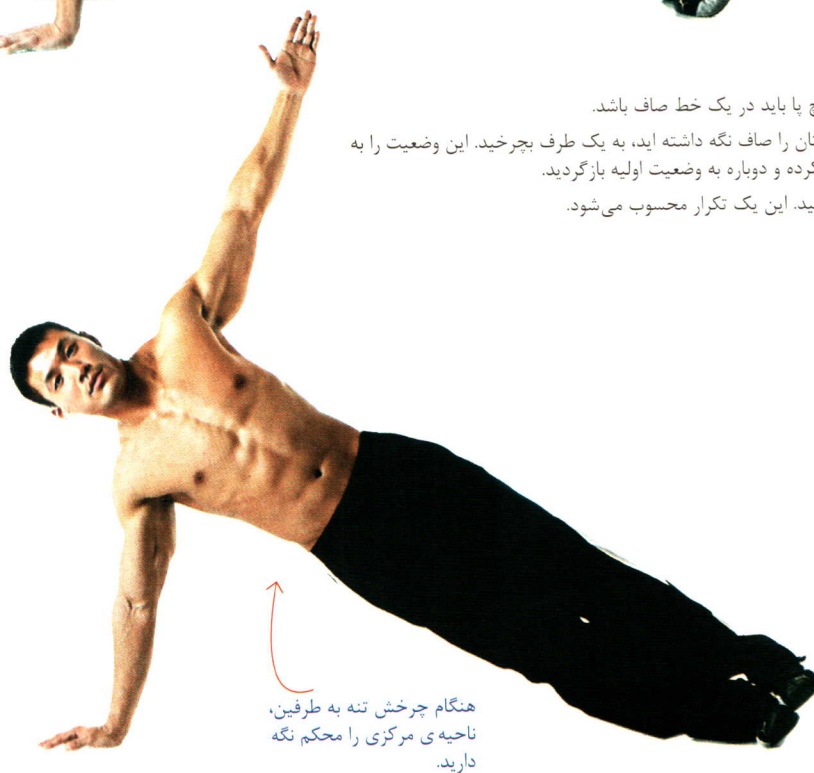 چ پا باید در یک خط صاف باشد.
تان را صاف نگه داشته اید، به یک طرف بچرخید. این وضعیت را به
کرده و دوباره به وضعیت اولیه بازگردید.
ید. این یک تکرار محسوب می‌شود.
هنگام چرخش تنه به طرفین،
ناحیه ی مرکزی را محکم نگه
دارید.